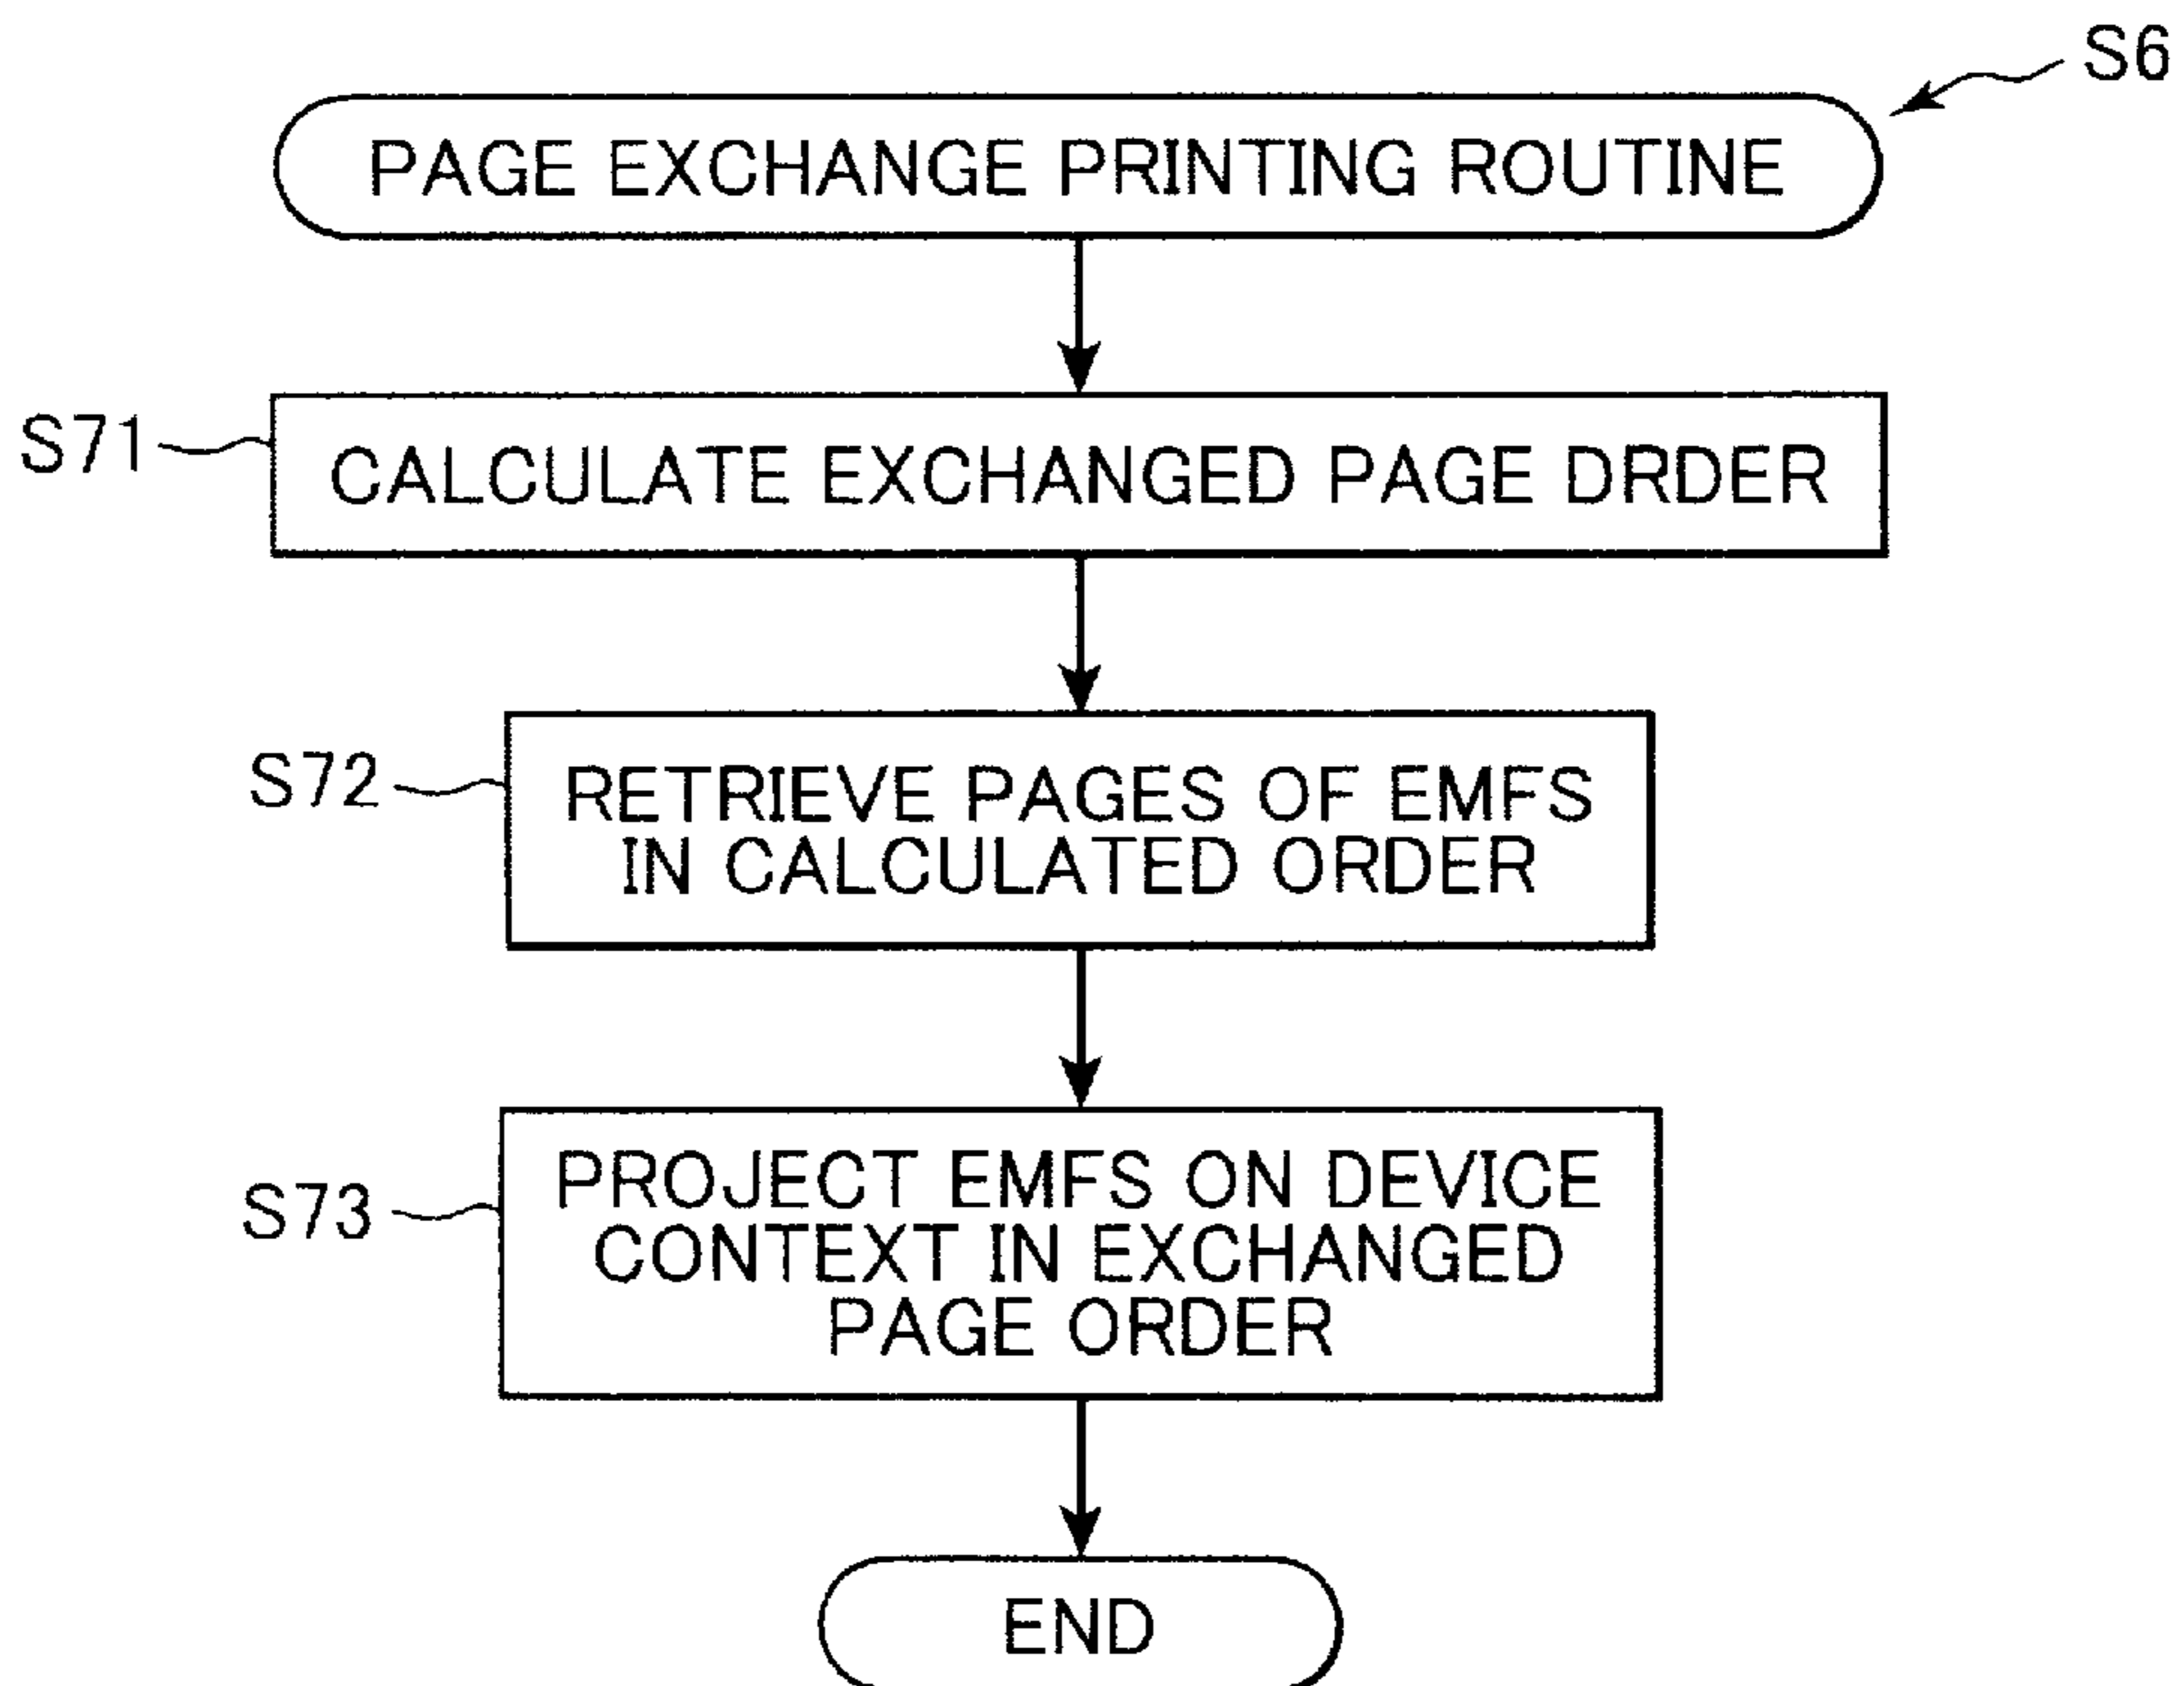 S6
PAGE EXCHANGE PRINTING ROUTINE
S71
CALCULATE EXCHANGED PAGE DRDER
S72
RETRIEVE PAGES OF EMFS
IN CALCULATED ORDER
S73
PROJECT EMFS ON DEVICE
CONTEXT IN EXCHANGED
PAGE ORDER
END